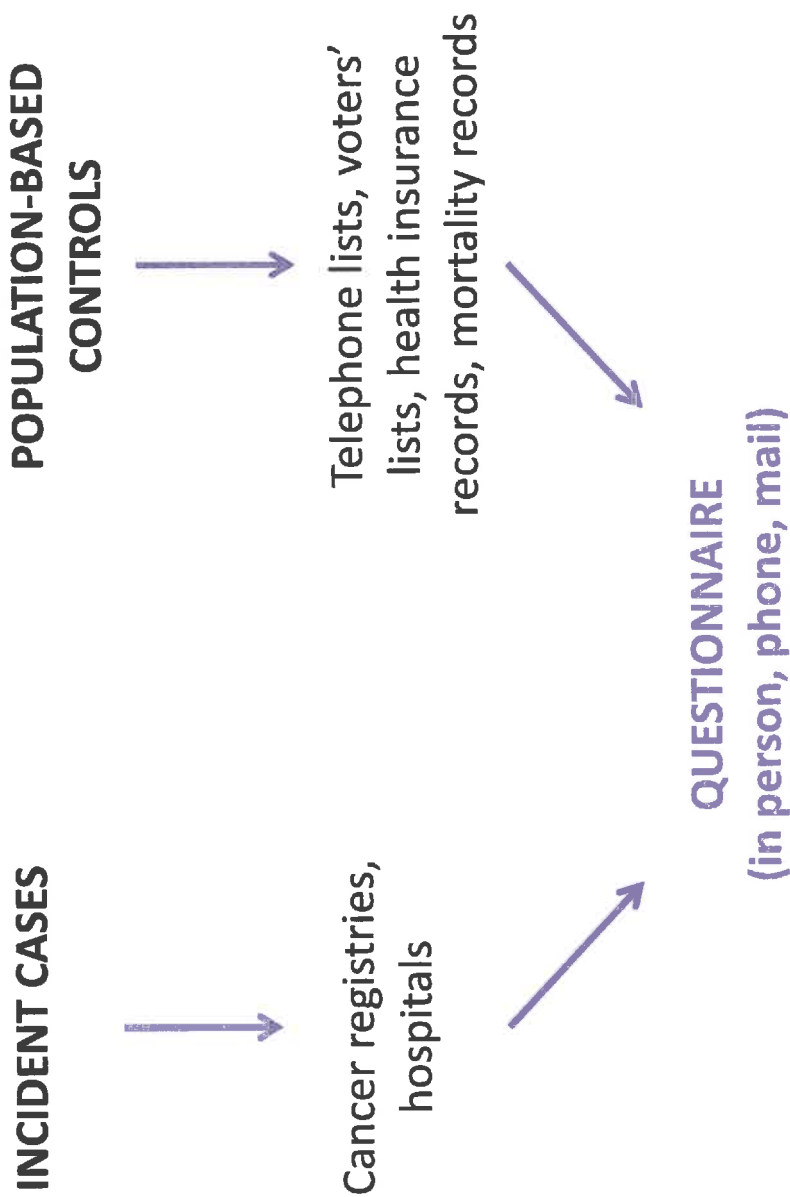 INCIDENT CASES
Cancer registries,
hospitals
POPULATION-BASED
CONTROLS
Telephone lists, voters'
lists, health insurance
records, mortality records
QUESTIONNAIRE
(in person, phone, mail)